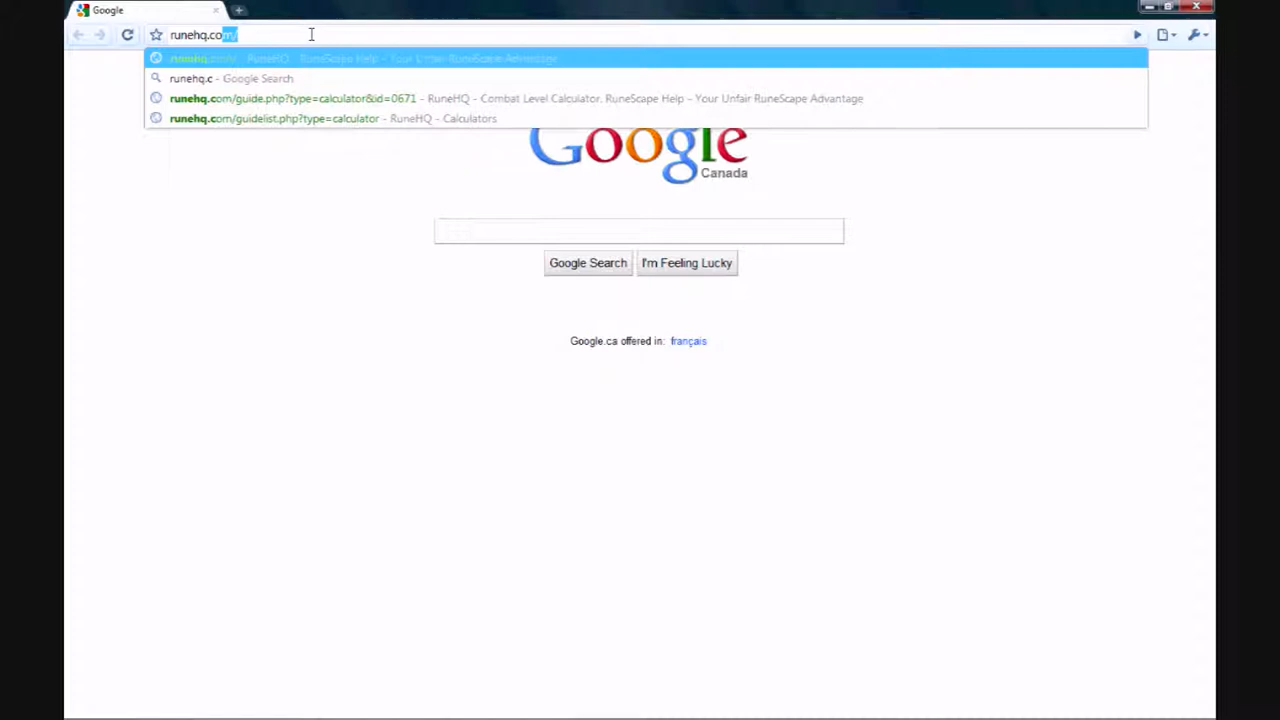 Google
runehq.com/
runehq.com/ - RuneHQ - RuneScape Help - Your Unfair RuneScape Advantage
runehq.c - Google Search
runehq.com/guide.php?type=calculator&id=0671 - RuneHQ - Combat Level Calculator. RuneScape Help - Your Unfair RuneScape Advantage
runehq.com/guidelist.php?type=calculator - RuneHQ - Calculators
Google
Canada
Google Search I'm Feeling Lucky
Google.ca offered in: français